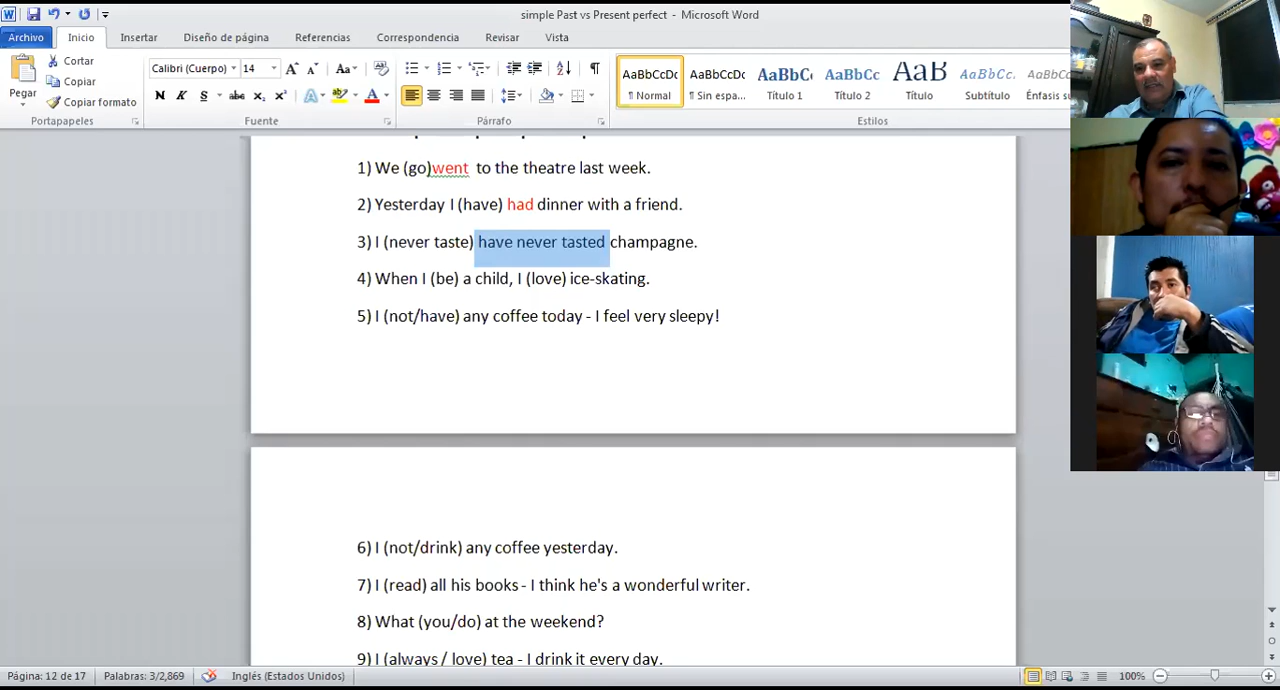 simple Past vs Present perfect - Microsoft Word
Archivo Inicio Insertar Diseño de página Referencias Correspondencia Revisar Vista
Pegar
Cortar
Copiar
Copiar formato
Portapapeles
Calibri (Cuerpo) 14
Aa
N K S abc x₂ x²
Fuente
Párrafo
AaBbCcDc
¶ Normal
AaBbCcDc
¶ Sin espa...
AaBbC
Título 1
AaBbCc
Título 2
AaB
Título
AaBbCc.
Subtítulo
AaBbCc
Énfasis su
Estilos
1) We (go)went to the theatre last week.
2) Yesterday I (have) had dinner with a friend.
3) I (never taste) have never tasted champagne.
4) When I (be) a child, I (love) ice-skating.
5) I (not/have) any coffee today - I feel very sleepy!
6) I (not/drink) any coffee yesterday.
7) I (read) all his books - I think he's a wonderful writer.
8) What (you/do) at the weekend?
9) I (always / love) tea - I drink it every day.
Página: 12 de 17 Palabras: 3/2,869 Inglés (Estados Unidos) 100%